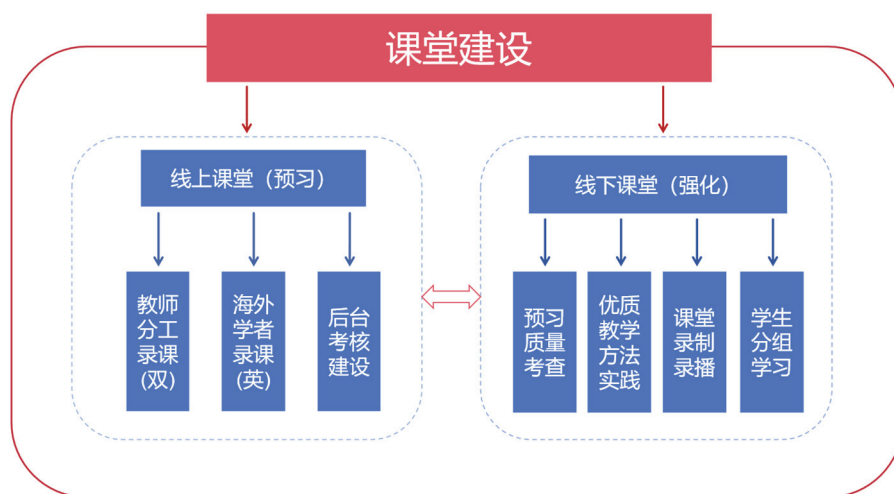 课堂建设
线上课堂（预习）
线下课堂（强化）
教师
分工
录课
(双)
海外
学者
录课
(英)
后台
考核
建设
预习
质量
考查
优质
教学
方法
实践
课堂
录制
录播
学生
分组
学习